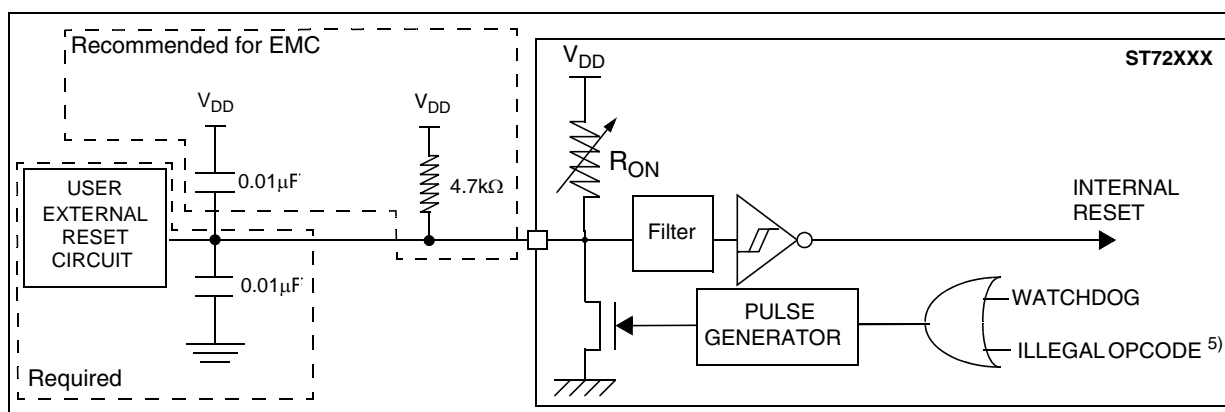 Recommended for EMC
VDD
VDD
0.01μF
4.7kΩ
USER
EXTERNAL
RESET
CIRCUIT
0.01μF
Required
ST72XXX
VDD
RON
Filter
INTERNAL
RESET
PULSE
GENERATOR
WATCHDOG
ILLEGAL OPCODE 5)